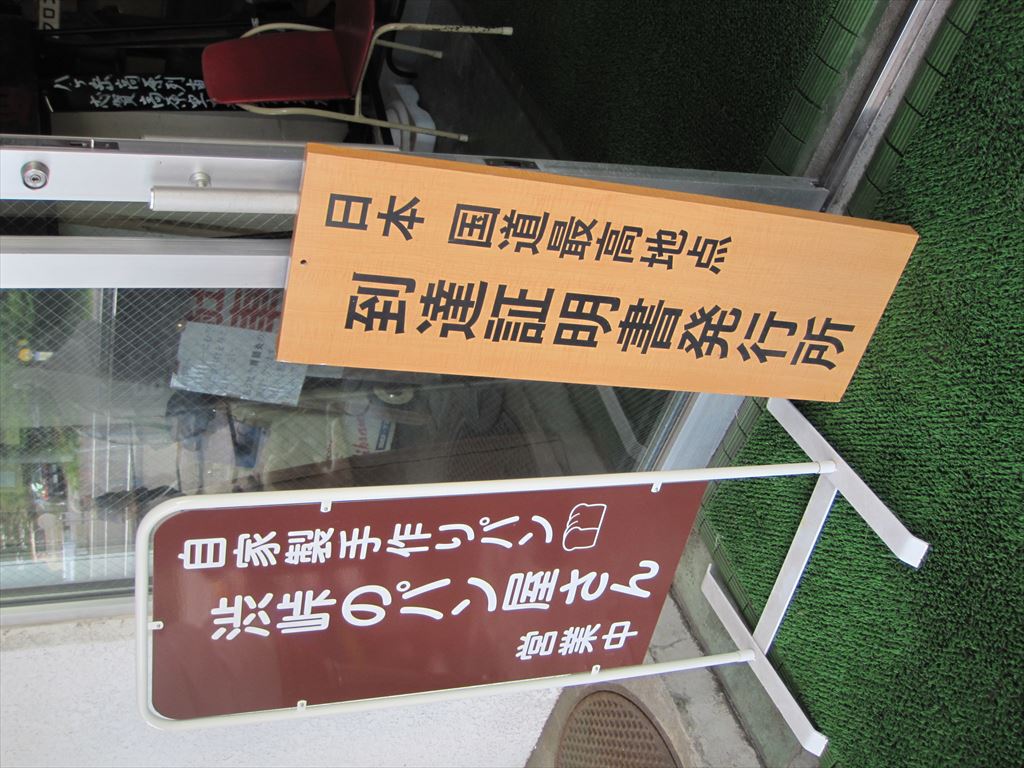 日本 国道最高地点
到達証明書発行所
自家製手作りパン
渋峠のパン屋さん
営業中